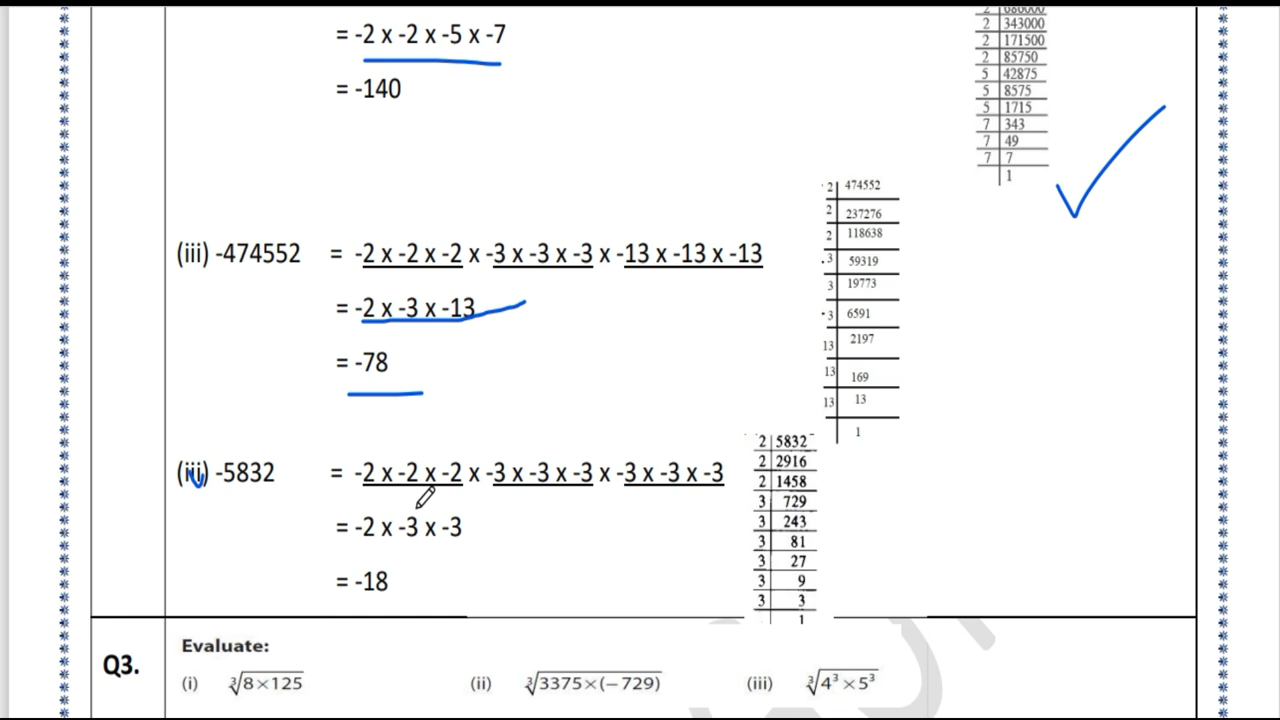 = -2 x -2 x -5 x -7
= -140
2 | 686000
2 | 343000
2 | 171500
2 | 85750
5 | 42875
5 | 8575
5 | 1715
7 | 343
7 | 49
7 | 7
| 1
(iii) -474552 = -2 x -2 x -2 x -3 x -3 x -3 x -13 x -13 x -13
= -2 x -3 x -13
= -78
2 | 474552
2 | 237276
2 | 118638
3 | 59319
3 | 19773
3 | 6591
13 | 2197
13 | 169
13 | 13
| 1
(iii) -5832 = -2 x -2 x -2 x -3 x -3 x -3 x -3 x -3 x -3
= -2 x -3 x -3
= -18
2 | 5832
2 | 2916
2 | 1458
3 | 729
3 | 243
3 | 81
3 | 27
3 | 9
3 | 3
| 1
Q3. Evaluate:
(i) ∛8×125 (ii) ∛3375×(−729) (iii) ∛4³×5³